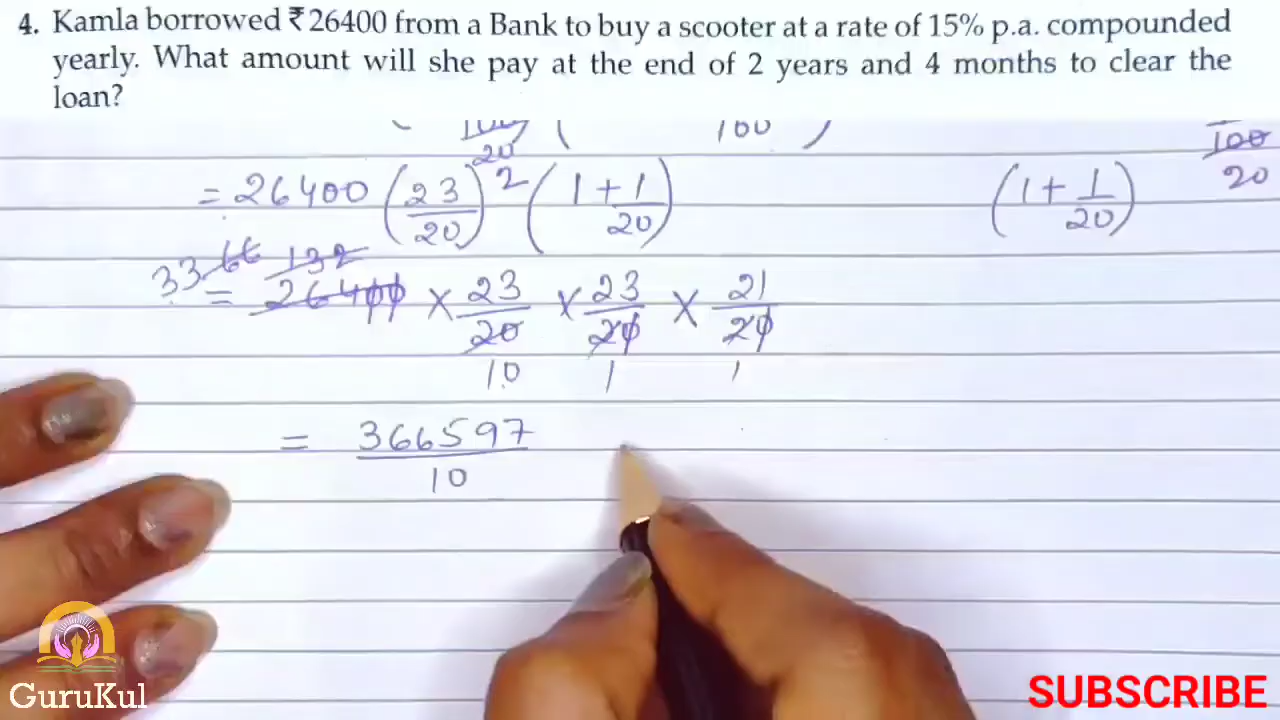 4. Kamla borrowed ₹26400 from a Bank to buy a scooter at a rate of 15% p.a. compounded
yearly. What amount will she pay at the end of 2 years and 4 months to clear the
loan?
100 ( 100 )
20
100
20
= 26400 (23/20)² (1 + 1/20)
(1 + 1/20)
33 66 132
= 26400 × 23/20 × 23/20 × 21/20
10 1 1
= 366597/10
GuruKul
SUBSCRIBE